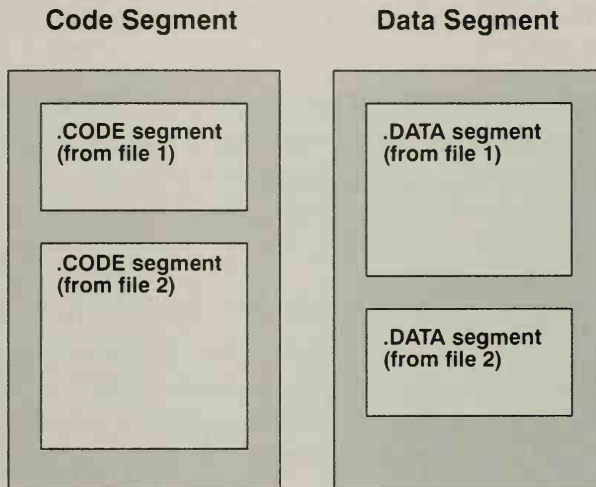 Code Segment
.CODE segment
(from file 1)
.CODE segment
(from file 2)
Data Segment
.DATA segment
(from file 1)
.DATA segment
(from file 2)